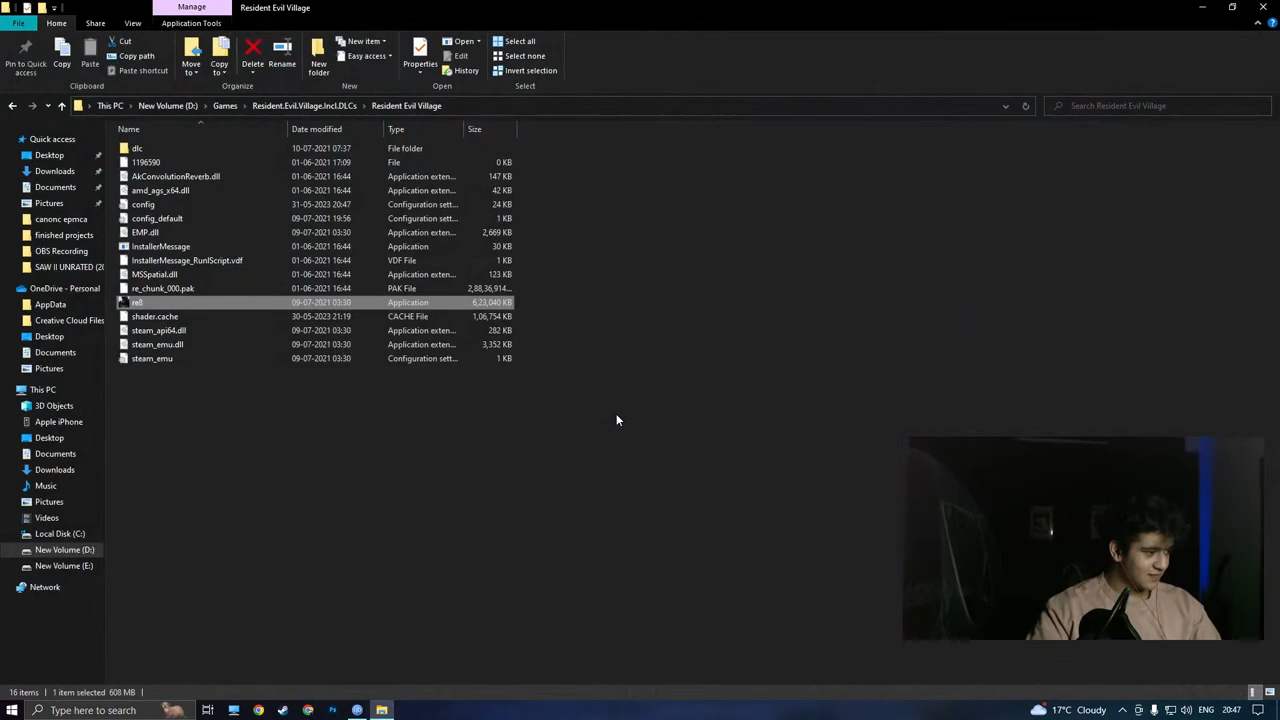 Manage
Resident Evil Village
File
Home
Share
View
Application Tools
Pin to Quick access
Copy
Paste
Cut
Copy path
Paste shortcut
Clipboard
Move to
Copy to
Delete
Rename
Organize
New folder
New item
Easy access
New
Properties
Open
Edit
History
Open
Select all
Select none
Invert selection
Select
This PC > New Volume (D:) > Games > Resident.Evil.Village.Incl.DLCs > Resident Evil Village
Search Resident Evil Village
Name Date modified Type Size
dlc 10-07-2021 07:37 File folder
1196590 01-06-2021 17:09 File 0 KB
AkConvolutionReverb.dll 01-06-2021 16:44 Application exten... 147 KB
amd_ags_x64.dll 01-06-2021 16:44 Application exten... 42 KB
config 31-05-2023 20:47 Configuration sett... 24 KB
config_default 09-07-2021 19:56 Configuration sett... 1 KB
EMP.dll 09-07-2021 03:30 Application exten... 2,669 KB
InstallerMessage 01-06-2021 16:44 Application 30 KB
InstallerMessage_RunIScript.vdf 01-06-2021 16:44 VDF File 1 KB
MSSpatial.dll 01-06-2021 16:44 Application exten... 123 KB
re_chunk_000.pak 01-06-2021 16:44 PAK File 2,88,36,914...
re8 09-07-2021 03:30 Application 6,23,040 KB
shader.cache 30-05-2023 21:19 CACHE File 1,06,754 KB
steam_api64.dll 09-07-2021 03:30 Application exten... 282 KB
steam_emu.dll 09-07-2021 03:30 Application exten... 3,352 KB
steam_emu 09-07-2021 03:30 Configuration sett... 1 KB
Quick access
Desktop
Downloads
Documents
Pictures
canonc epmca
finished projects
OBS Recording
SAW II UNRATED (20
OneDrive - Personal
AppData
Creative Cloud Files
Desktop
Documents
Pictures
This PC
3D Objects
Apple iPhone
Desktop
Documents
Downloads
Music
Pictures
Videos
Local Disk (C:)
New Volume (D:)
New Volume (E:)
Network
16 items 1 item selected 608 MB
Type here to search
Ps
17°C Cloudy
ENG
20:47